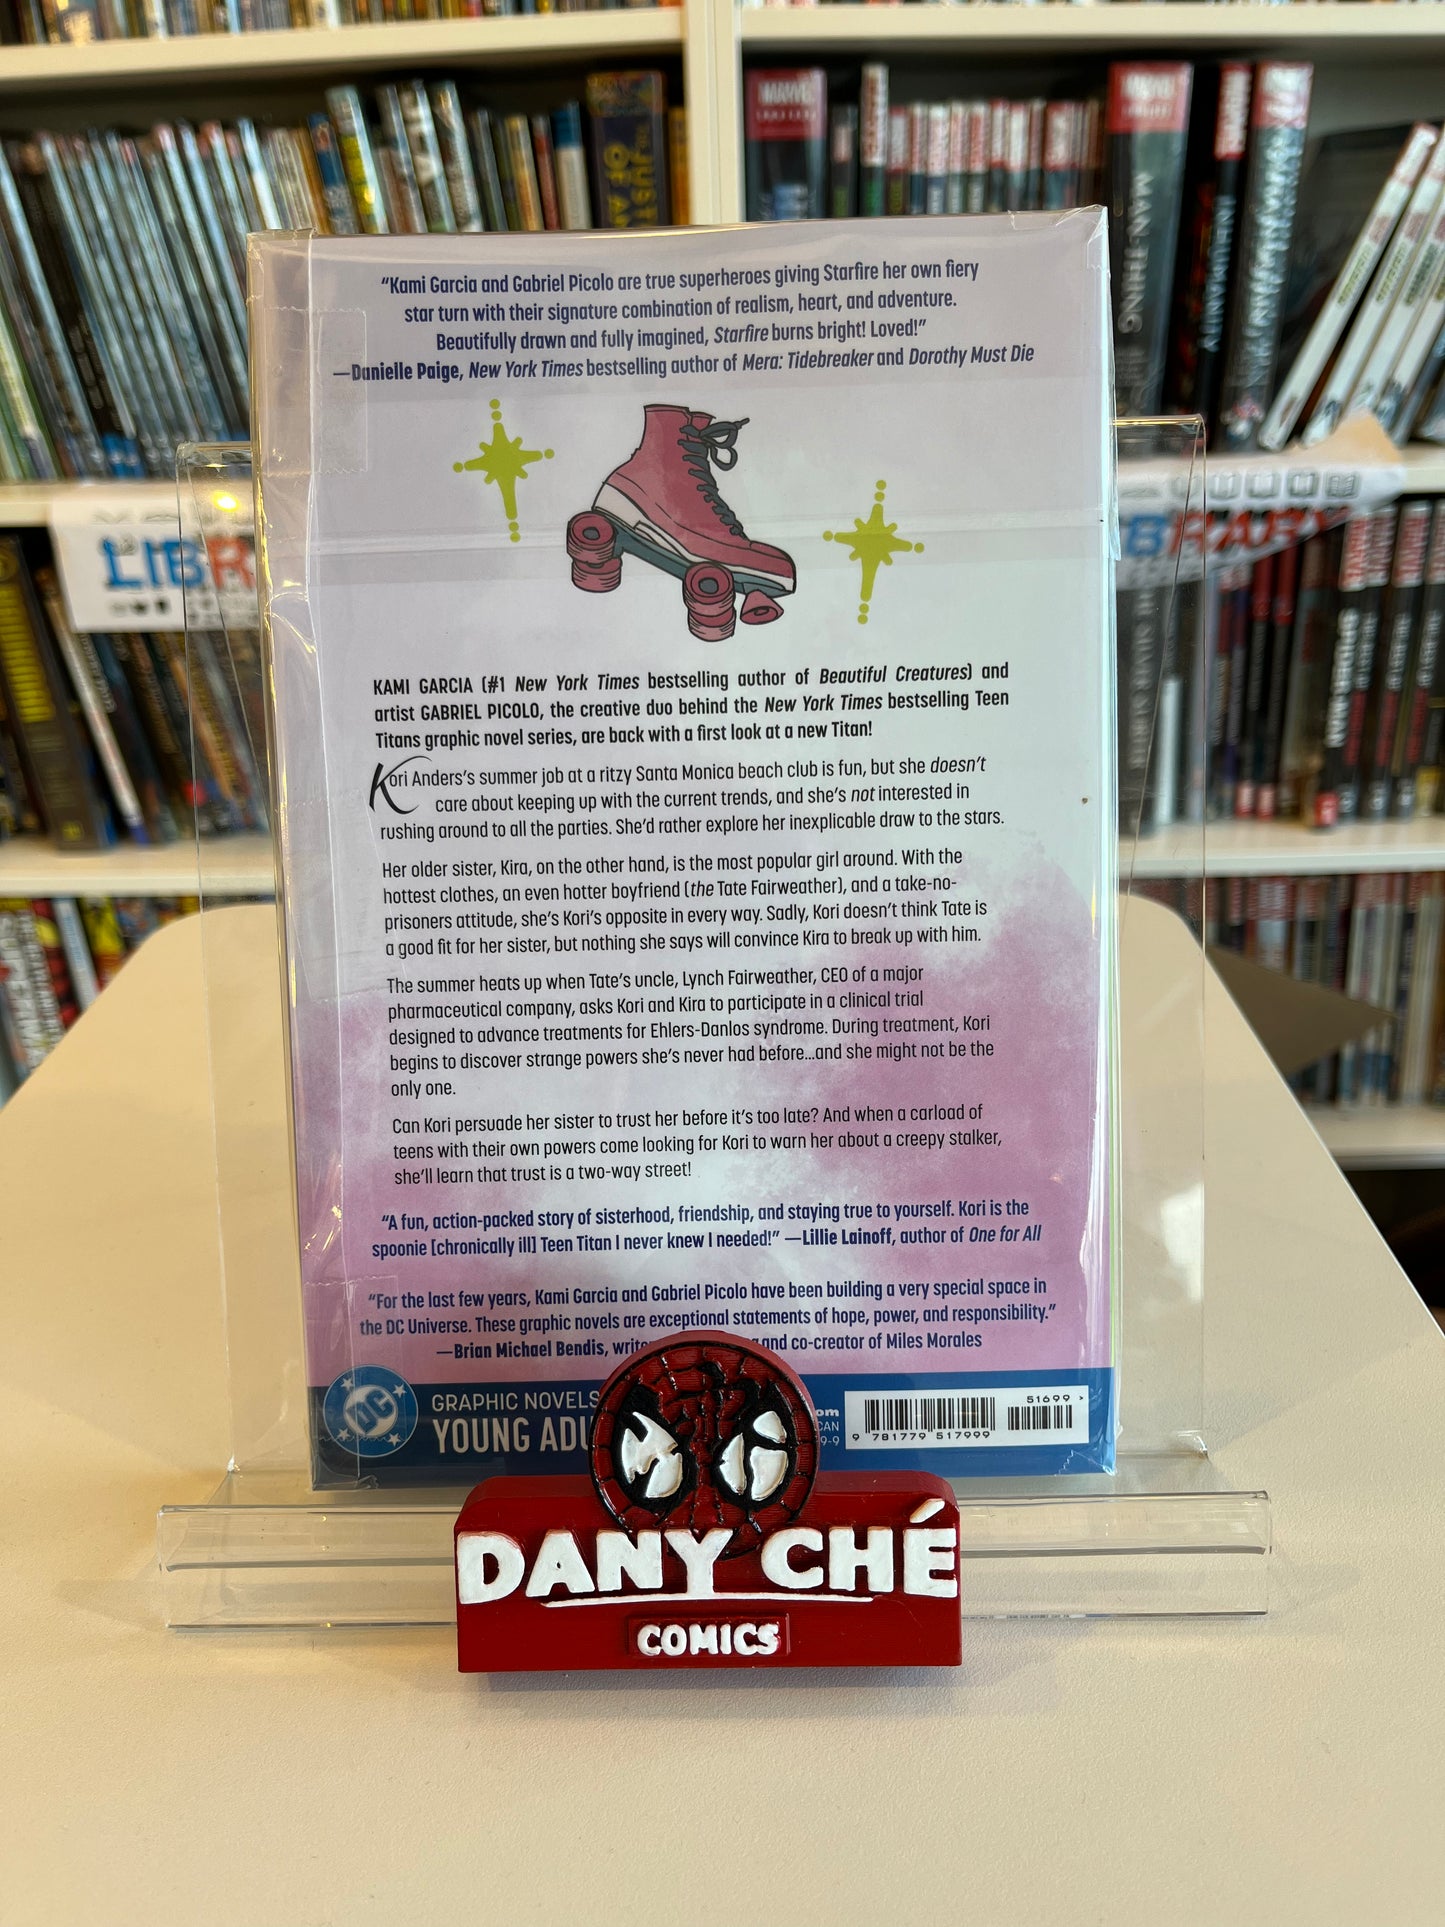 "Kami Garcia and Gabriel Picolo are true superheroes giving Starfire her own fiery
star turn with their signature combination of realism, heart, and adventure.
Beautifully drawn and fully imagined, Starfire burns bright! Loved!"
—Danielle Paige, New York Times bestselling author of Mera: Tidebreaker and Dorothy Must Die
KAMI GARCIA (#1 New York Times bestselling author of Beautiful Creatures) and
artist GABRIEL PICOLO, the creative duo behind the New York Times bestselling Teen
Titans graphic novel series, are back with a first look at a new Titan!
Kori Anders's summer job at a ritzy Santa Monica beach club is fun, but she doesn't
care about keeping up with the current trends, and she's not interested in
rushing around to all the parties. She'd rather explore her inexplicable draw to the stars.
Her older sister, Kira, on the other hand, is the most popular girl around. With the
hottest clothes, an even hotter boyfriend (the Tate Fairweather), and a take-no-
prisoners attitude, she's Kori's opposite in every way. Sadly, Kori doesn't think Tate is
a good fit for her sister, but nothing she says will convince Kira to break up with him.
The summer heats up when Tate's uncle, Lynch Fairweather, CEO of a major
pharmaceutical company, asks Kori and Kira to participate in a clinical trial
designed to advance treatments for Ehlers-Danlos syndrome. During treatment, Kori
begins to discover strange powers she's never had before...and she might not be the
only one.
Can Kori persuade her sister to trust her before it's too late? And when a carload of
teens with their own powers come looking for Kori to warn her about a creepy stalker,
she'll learn that trust is a two-way street!
"A fun, action-packed story of sisterhood, friendship, and staying true to yourself. Kori is the
spoonie [chronically ill] Teen Titan I never knew I needed!" —Lillie Lainoff, author of One for All
"For the last few years, Kami Garcia and Gabriel Picolo have been building a very special space in
the DC Universe. These graphic novels are exceptional statements of hope, power, and responsibility."
—Brian Michael Bendis, and co-creator of Miles Morales
DC
GRAPHIC NOVELS
YOUNG
CAN
51699 >
9 781779 517999
DANY CHÉ
COMICS
MARVEL
MAN-THING
INHUMANITY